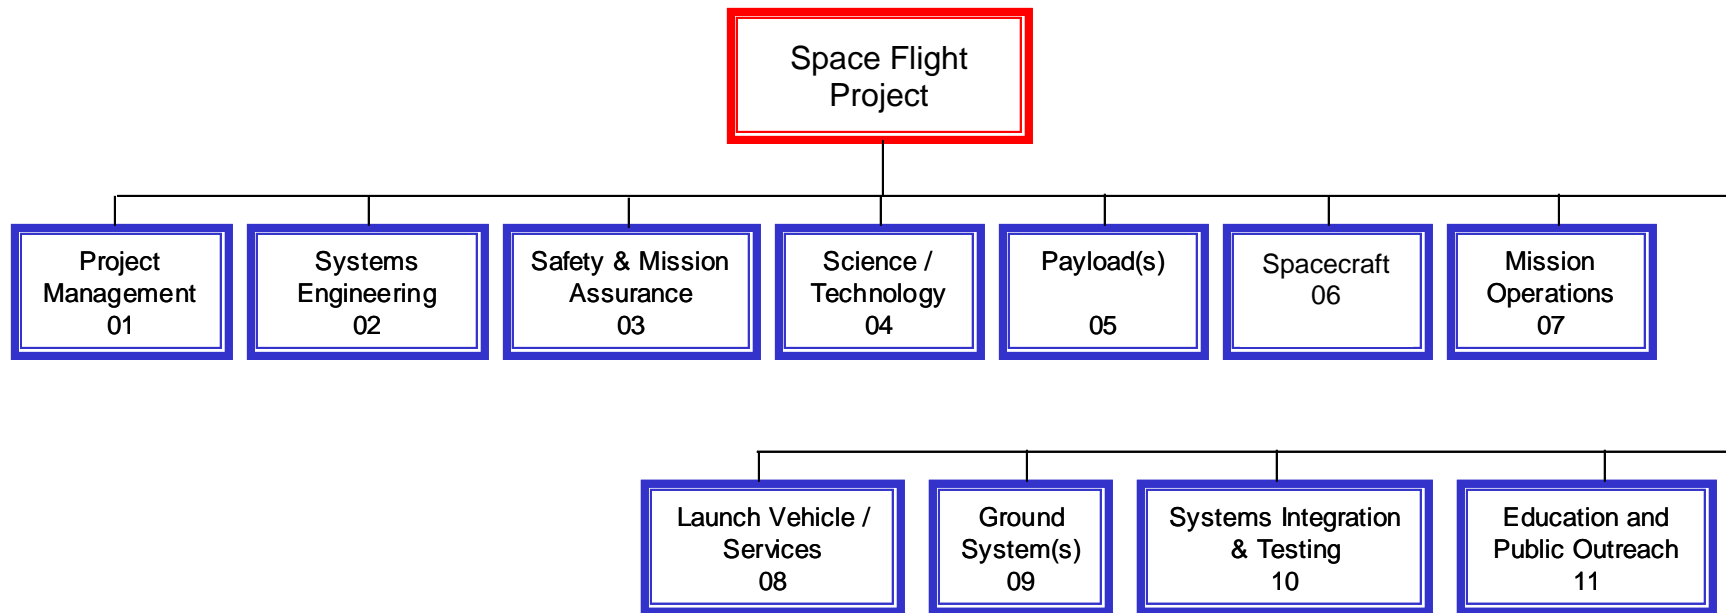 Space Flight
Project
Project
Management
01
Systems
Engineering
02
Safety & Mission
Assurance
03
Science /
Technology
04
Payload(s)
05
Spacecraft
06
Mission
Operations
07
Launch Vehicle /
Services
08
Ground
System(s)
09
Systems Integration
& Testing
10
Education and
Public Outreach
11